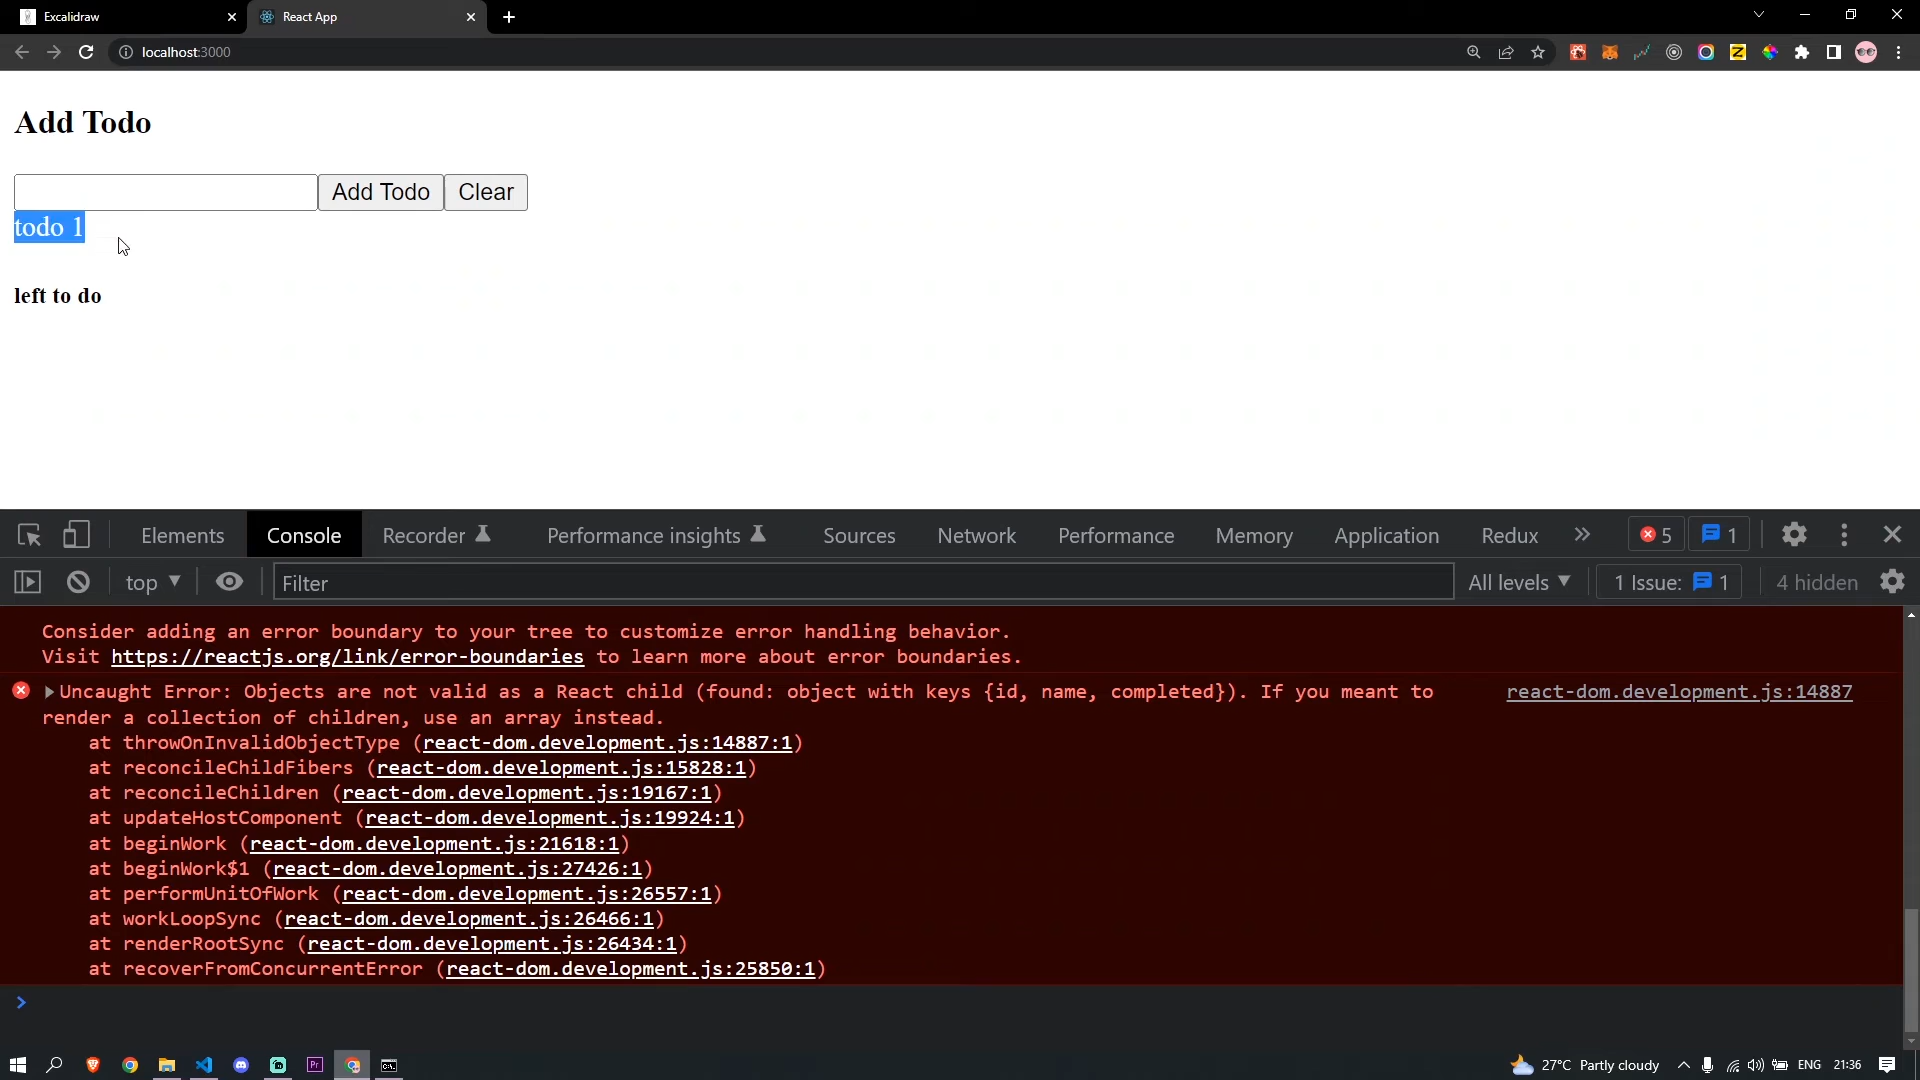 Excalidraw
React App
localhost:3000
Add Todo
Add Todo
Clear
todo 1
left to do
Elements
Console
Recorder
Performance insights
Sources
Network
Performance
Memory
Application
Redux
5
1
top
Filter
All levels
1 Issue: 1
4 hidden
Consider adding an error boundary to your tree to customize error handling behavior.
Visit https://reactjs.org/link/error-boundaries to learn more about error boundaries.
Uncaught Error: Objects are not valid as a React child (found: object with keys {id, name, completed}). If you meant to
react-dom.development.js:14887
render a collection of children, use an array instead.
at throwOnInvalidObjectType (react-dom.development.js:14887:1)
at reconcileChildFibers (react-dom.development.js:15828:1)
at reconcileChildren (react-dom.development.js:19167:1)
at updateHostComponent (react-dom.development.js:19924:1)
at beginWork (react-dom.development.js:21618:1)
at beginWork$1 (react-dom.development.js:27426:1)
at performUnitOfWork (react-dom.development.js:26557:1)
at workLoopSync (react-dom.development.js:26466:1)
at renderRootSync (react-dom.development.js:26434:1)
at recoverFromConcurrentError (react-dom.development.js:25850:1)
27°C Partly cloudy
ENG
21:36